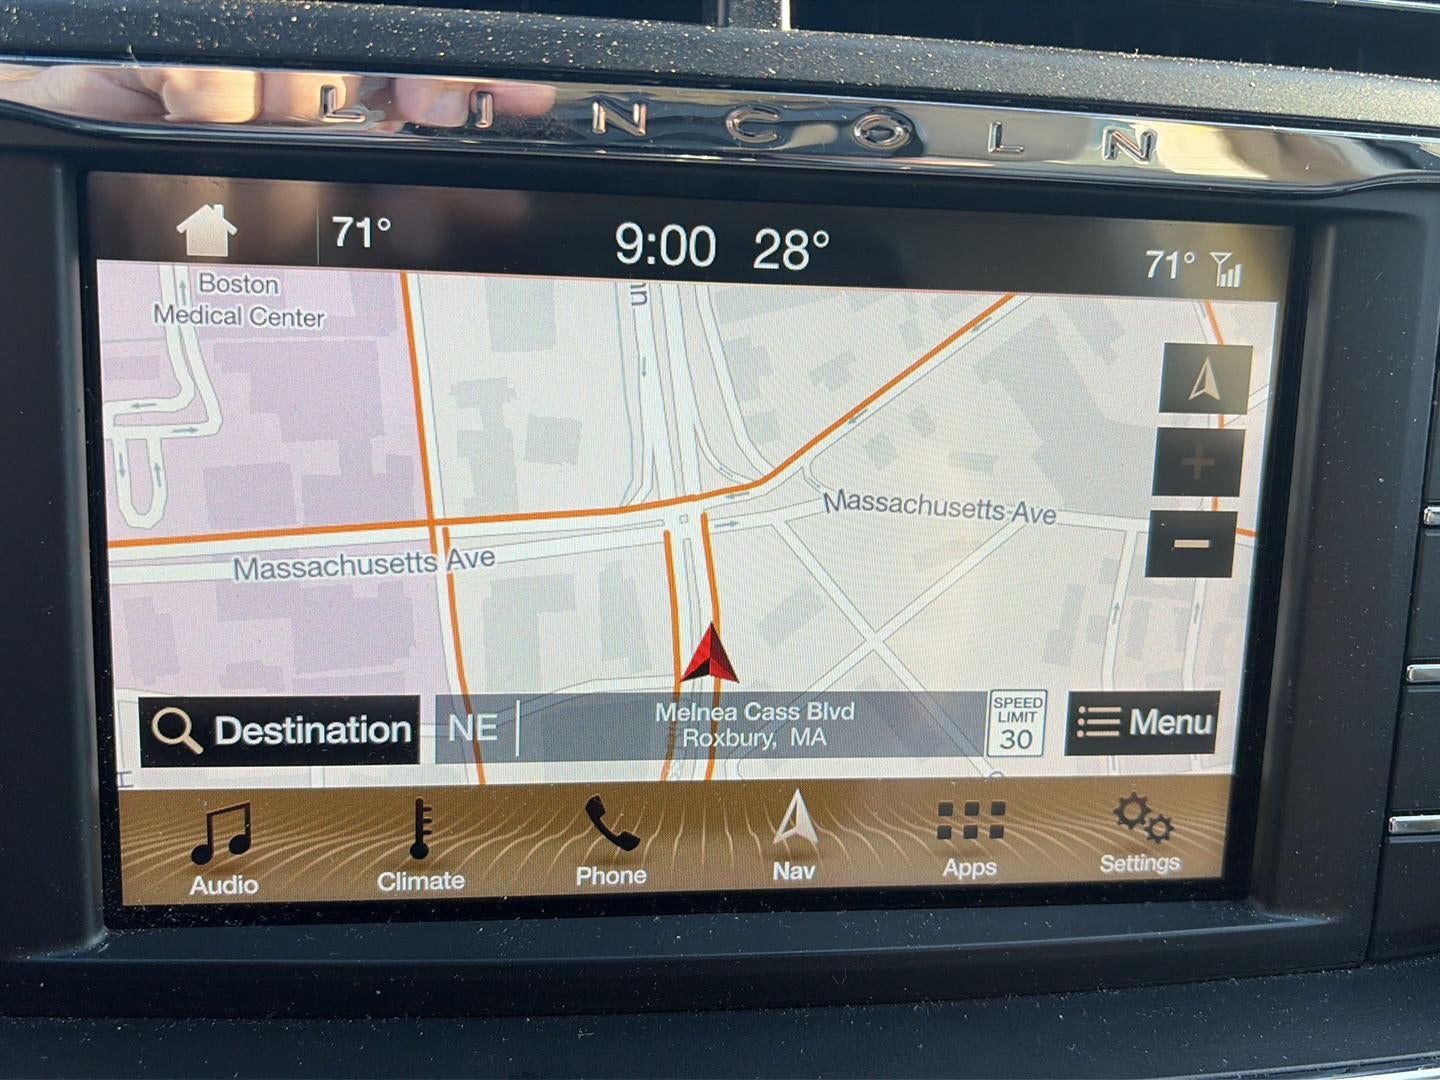 LINCOLN
71° 9:00 28° 71°
Boston
Medical Center
nn
Massachusetts Ave
Massachusetts Ave
Destination NE Melnea Cass Blvd
Roxbury, MA
SPEED
LIMIT
30
Menu
Audio Climate Phone Nav Apps Settings